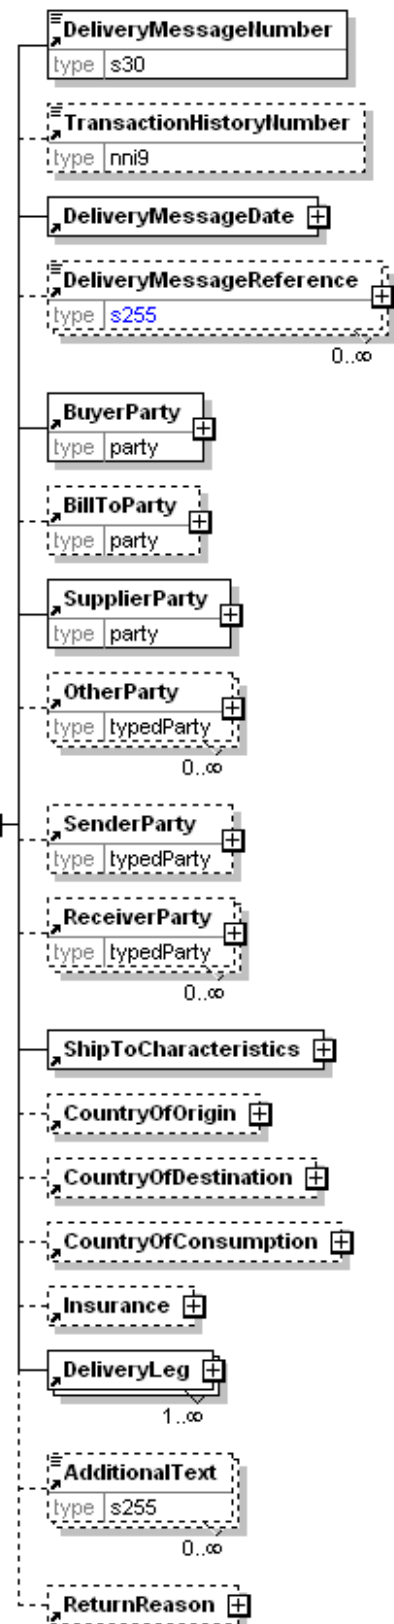 DeliveryMessageNumber
type s30
TransactionHistoryNumber
type nni9
DeliveryMessageDate
DeliveryMessageReference
type s255
0..∞
BuyerParty
type party
BillToParty
type party
SupplierParty
type party
OtherParty
type typedParty
0..∞
SenderParty
type typedParty
ReceiverParty
type typedParty
0..∞
ShipToCharacteristics
CountryOfOrigin
CountryOfDestination
CountryOfConsumption
Insurance
DeliveryLeg
1..∞
AdditionalText
type s255
0..∞
ReturnReason